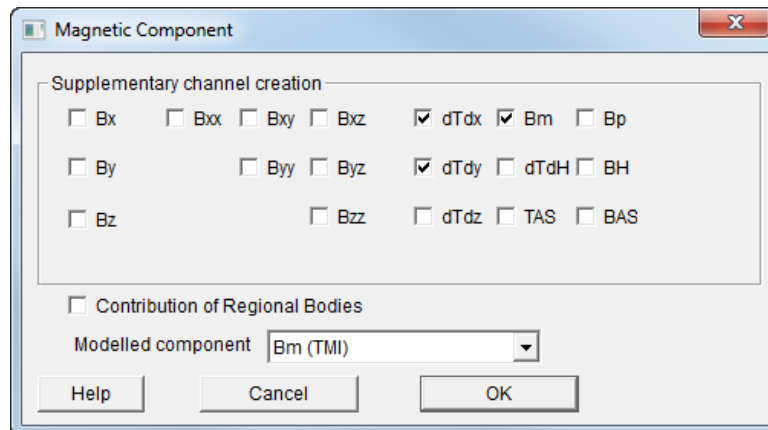 Magnetic Component
Supplementary channel creation
Bx Bxx Bxy Bxz dTdx Bm Bp
By Byy Byz dTdy dTdH BH
Bz Bzz dTdz TAS BAS
Contribution of Regional Bodies
Modelled component Bm (TMI)
Help Cancel OK